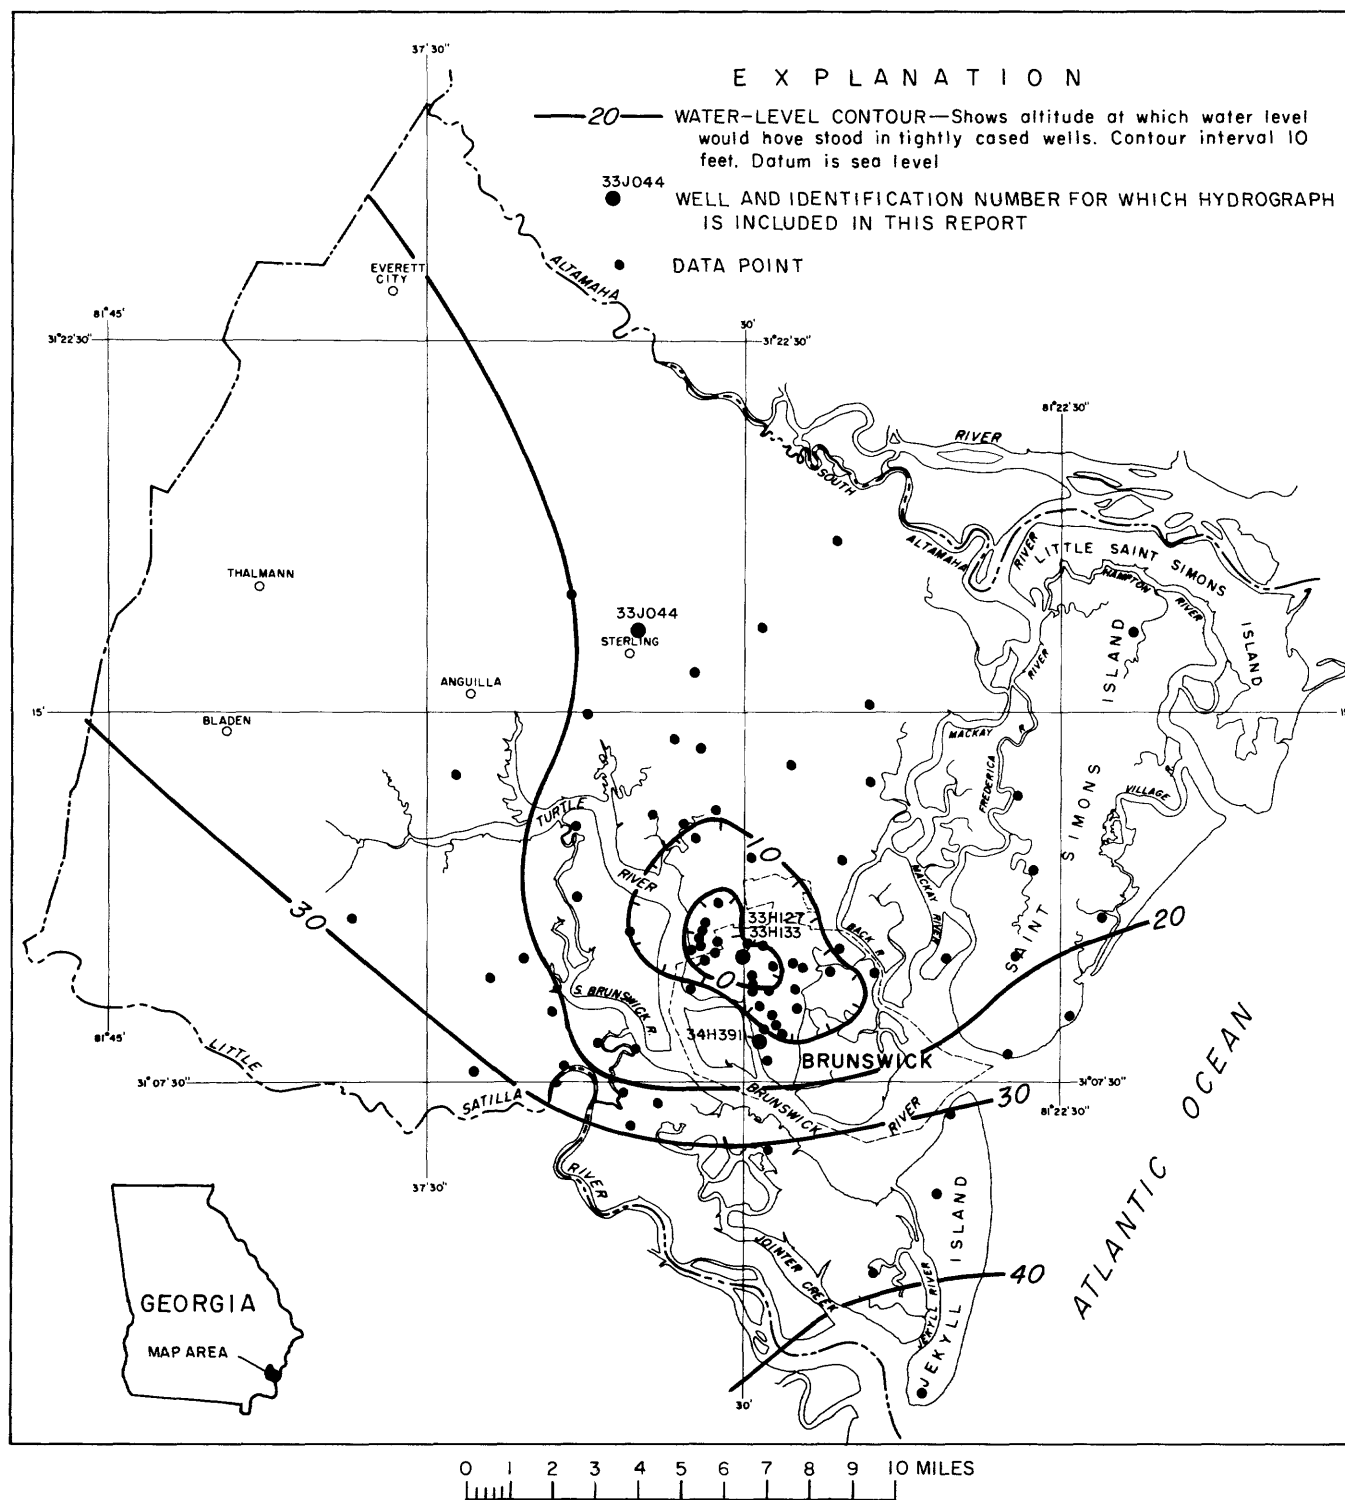 37'30"
E X P L A N A T I O N
20 WATER-LEVEL CONTOUR—Shows altitude at which water level
would have stood in tightly cased wells. Contour interval 10
feet. Datum is sea level
33J044
WELL AND IDENTIFICATION NUMBER FOR WHICH HYDROGRAPH
IS INCLUDED IN THIS REPORT
DATA POINT
EVERETT
CITY
ALTAMAHA
81°45'
30'
31°22'30"
31°22'30"
81°22'30"
RIVER
SOUTH
ALTAMAHA
RIVER
LITTLE SAINT SIMONS
ISLAND
HAMPTON
RIVER
THALMANN
33J044
STERLING
ISLAND
RIVER
ANGUILLA
15'
BLADEN
MACKAY
R
FREDERICA
SIMONS
VILLAGE
R
TURTLE
10
RIVER
MACKAY
RIVER
SAINT
30
33H127
33H133
BACK R.
20
0
S. BRUNSWICK R.
34H391
BRUNSWICK
81°45'
LITTLE
31°07'30"
31°07'30"
SATILLA
BRUNSWICK
RIVER
30
81°22'30"
OCEAN
ATLANTIC
37'30"
RIVER
ISLAND
JOINTER CREEK
40
JEKYLL RIVER
JEKYLL
GEORGIA
MAP AREA
30'
0 1 2 3 4 5 6 7 8 9 10 MILES